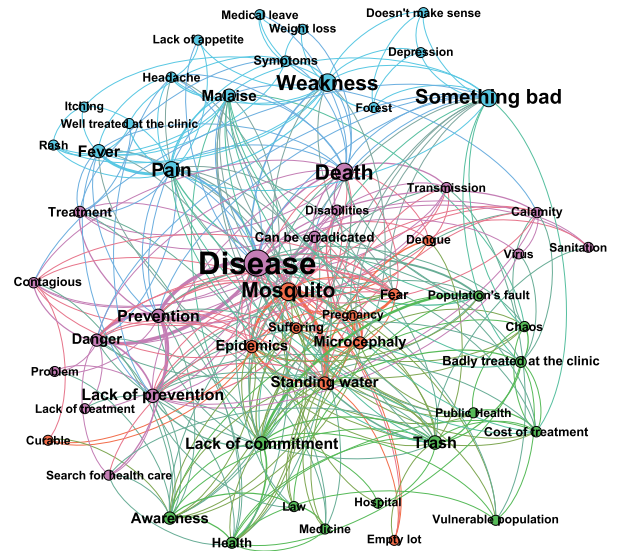 Medical leave
Doesn't make sense
Weight loss
Lack of appetite
Depression
Symptoms
Headache
Weakness
Malaise
Something bad
Itching
Forest
Well treated at the clinic
Rash
Fever
Pain
Death
Transmission
Treatment
Disabilities
Calamity
Can be erradicated
Dengue
Sanitation
Virus
Disease
Contagious
Mosquito
Fear
Population's fault
Prevention
Pregnancy
Suffering
Chaos
Danger
Epidemics
Microcephaly
Badly treated at the clinic
Problem
Standing water
Lack of prevention
Lack of treatment
Public Health
Cost of treatment
Curable
Lack of commitment
Trash
Search for health care
Law
Hospital
Awareness
Medicine
Vulnerable population
Health
Empty lot